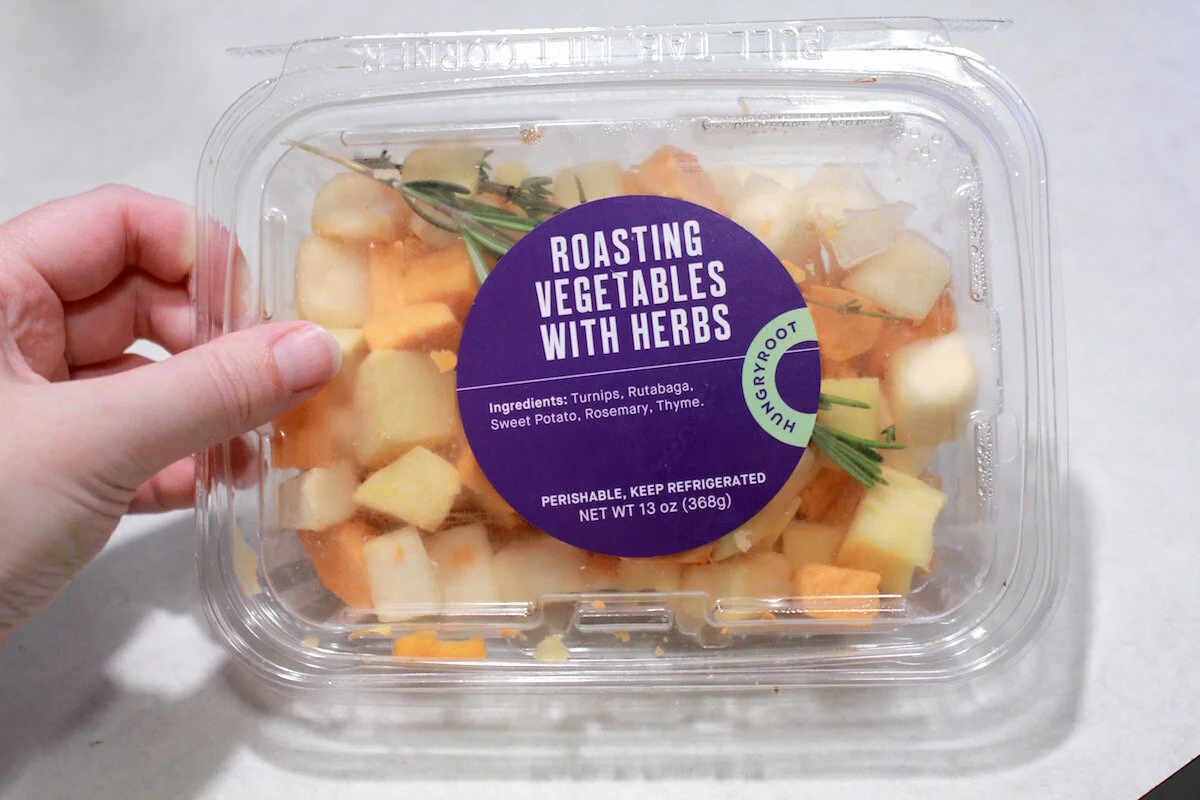 PULL TAB, LIFT CORNER
ROASTING
VEGETABLES
WITH HERBS
HUNGRYROOT
Ingredients: Turnips, Rutabaga,
Sweet Potato, Rosemary, Thyme.
PERISHABLE, KEEP REFRIGERATED
NET WT 13 oz (368g)